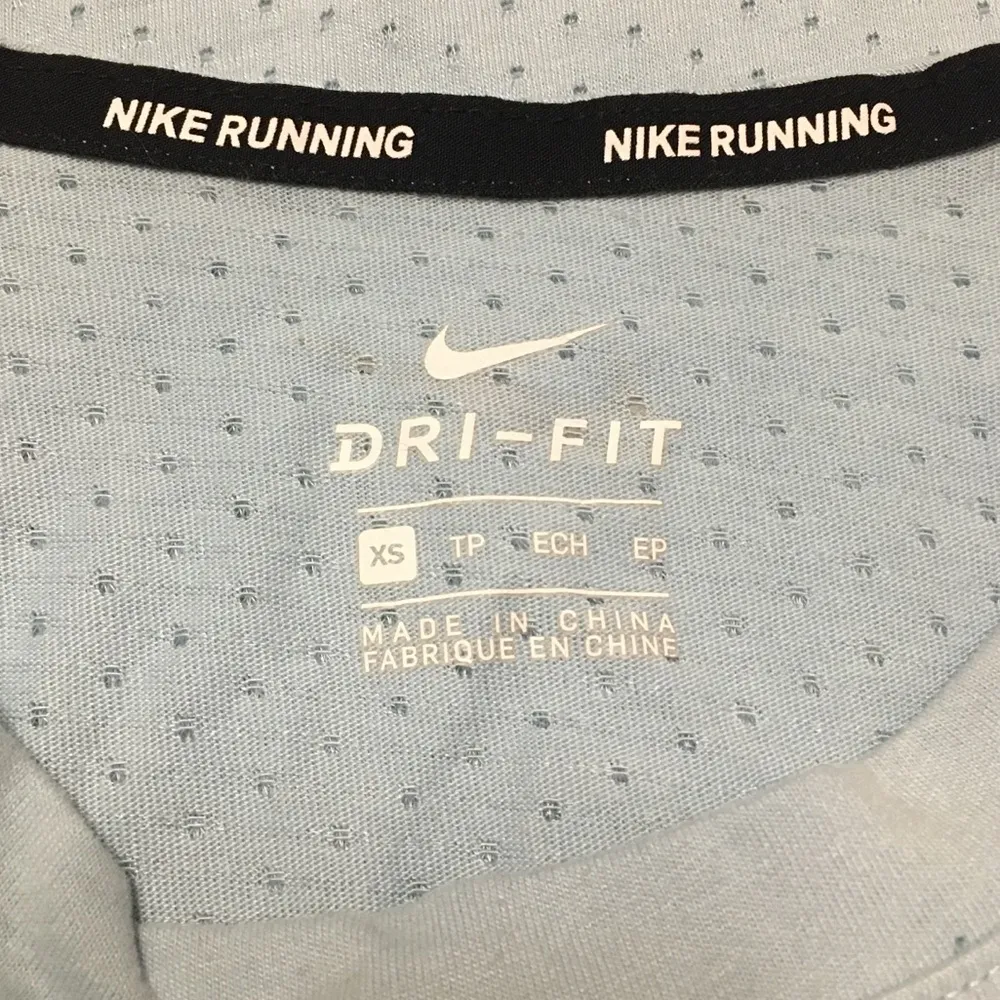 NIKE RUNNING NIKE RUNNING
DRI-FIT
XS TP ECH EP
MADE IN CHINA
FABRIQUE EN CHINE